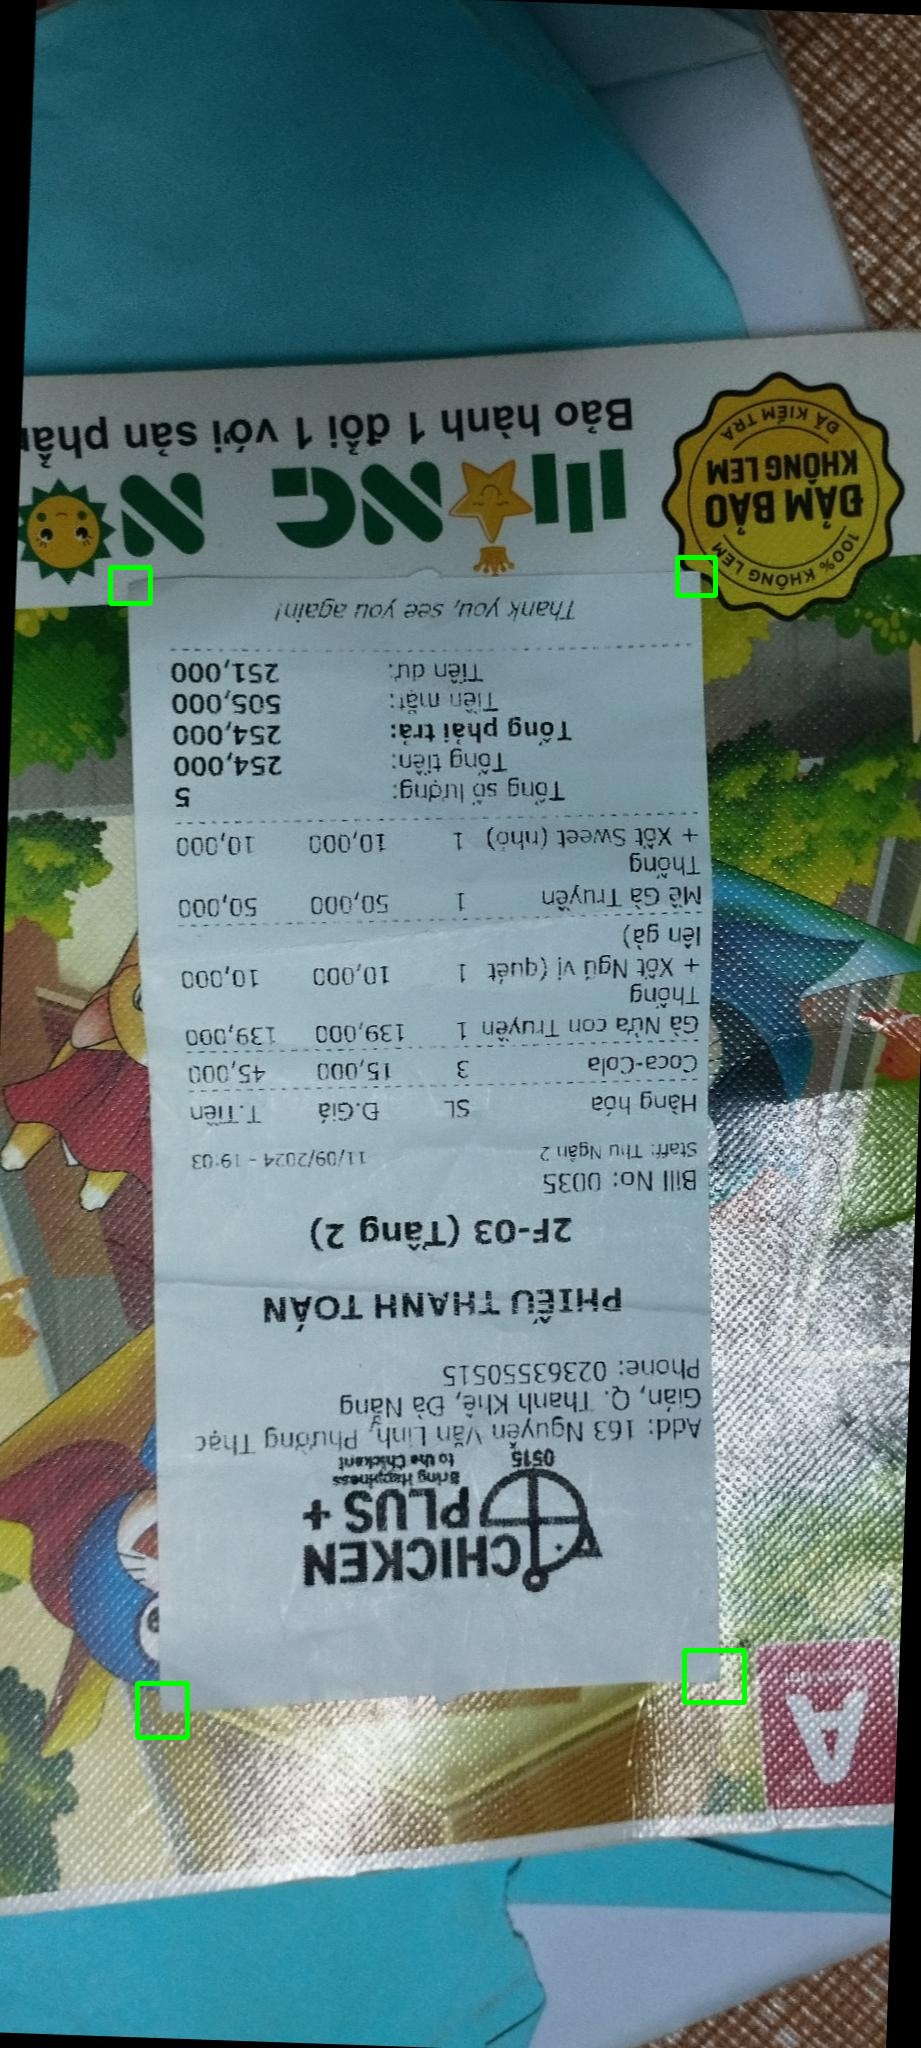 CHICKEN
PLUS +
0515
Bring Happiness
to the Chickent
Add: 163 Nguyễn Văn Linh, Phường Thạc
Gián, Q. Thanh Khê, Đà Nẵng
Phone: 02363550515
PHIẾU THANH TOÁN
2F-03 (Tầng 2)
Bill No: 0035
Staff: Thu Ngân 2 11/09/2024 - 19:03
Hàng hóa SL Đ.Giá T.Tiền
Coca-Cola 3 15,000 45,000
Gà Nửa con Truyền 1 139,000 139,000
Thống
+ Xốt Ngũ vị (quét 1 10,000 10,000
lên gà)
Mề Gà Truyền 1 50,000 50,000
Thống
+ Xốt Sweet (nhỏ) 1 10,000 10,000
Tổng số lượng: 5
Tổng tiền: 254,000
Tổng phải trả: 254,000
Tiền mặt: 505,000
Tiền dư: 251,000
Thank you, see you again!
100% KHÔNG LEM
ĐẢM BẢO
KHÔNG LEM
ĐÃ KIỂM TRA
Bảo hành 1 đổi 1 với sản phẩm
A